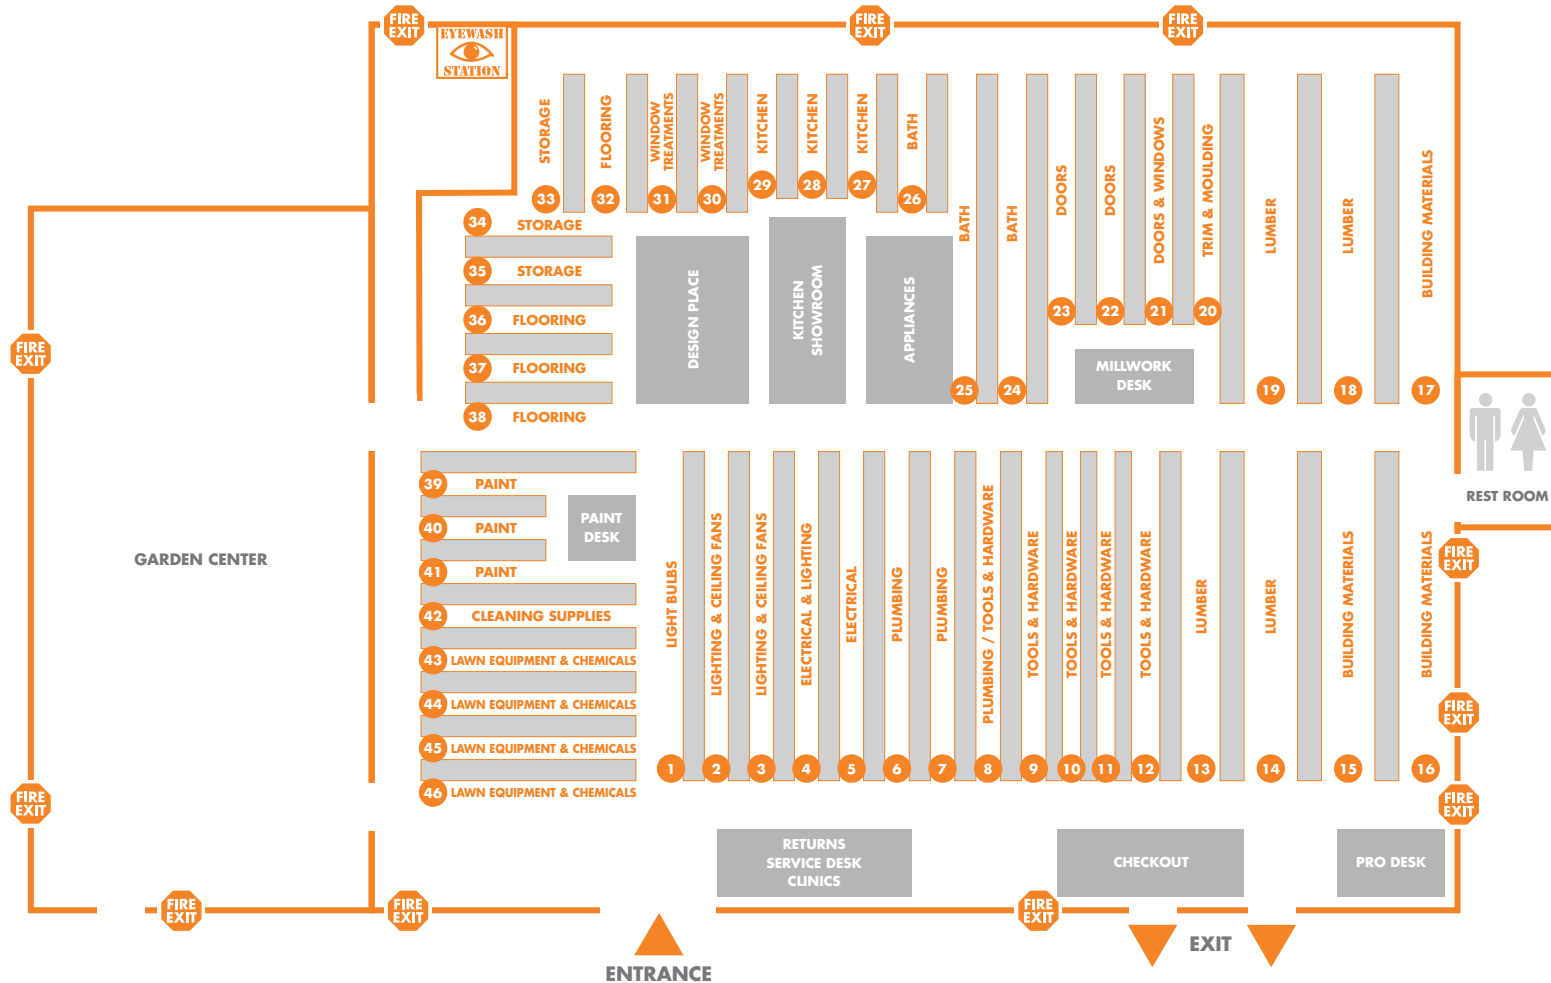 FIRE
EXIT
FIRE
EXIT
FIRE
EXIT
EYEWASH
STATION
STORAGE
33
FLOORING
32
WINDOW
TREATMENTS
31
WINDOW
TREATMENTS
30
KITCHEN
29
KITCHEN
28
KITCHEN
27
BATH
26
BATH
25
BATH
24
DOORS
23
DOORS
22
DOORS & WINDOWS
21
TRIM & MOULDING
20
LUMBER
19
LUMBER
18
BUILDING MATERIALS
17
34
STORAGE
35
STORAGE
36
FLOORING
37
FLOORING
38
FLOORING
DESIGN PLACE
KITCHEN
SHOWROOM
APPLIANCES
MILLWORK
DESK
FIRE
EXIT
REST ROOM
39
PAINT
40
PAINT
41
PAINT
PAINT
DESK
42
CLEANING SUPPLIES
43
LAWN EQUIPMENT & CHEMICALS
44
LAWN EQUIPMENT & CHEMICALS
45
LAWN EQUIPMENT & CHEMICALS
46
LAWN EQUIPMENT & CHEMICALS
GARDEN CENTER
LIGHT BULBS
1
LIGHTING & CEILING FANS
2
LIGHTING & CEILING FANS
3
ELECTRICAL & LIGHTING
4
ELECTRICAL
5
PLUMBING
6
PLUMBING
7
PLUMBING / TOOLS & HARDWARE
8
TOOLS & HARDWARE
9
TOOLS & HARDWARE
10
TOOLS & HARDWARE
11
TOOLS & HARDWARE
12
LUMBER
13
LUMBER
14
BUILDING MATERIALS
15
BUILDING MATERIALS
16
FIRE
EXIT
FIRE
EXIT
FIRE
EXIT
FIRE
EXIT
RETURNS
SERVICE DESK
CLINICS
CHECKOUT
PRO DESK
FIRE
EXIT
FIRE
EXIT
FIRE
EXIT
ENTRANCE
EXIT